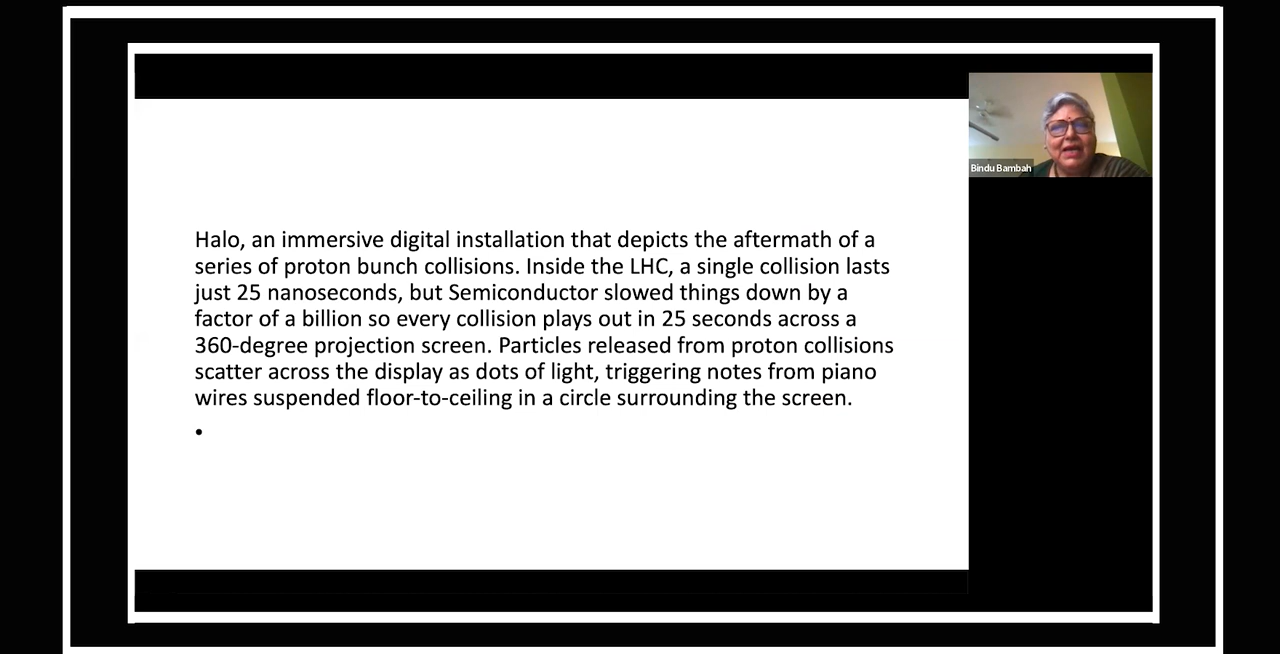 Halo, an immersive digital installation that depicts the aftermath of a
series of proton bunch collisions. Inside the LHC, a single collision lasts
just 25 nanoseconds, but Semiconductor slowed things down by a
factor of a billion so every collision plays out in 25 seconds across a
360-degree projection screen. Particles released from proton collisions
scatter across the display as dots of light, triggering notes from piano
wires suspended floor-to-ceiling in a circle surrounding the screen.
•
Bindu Bambah